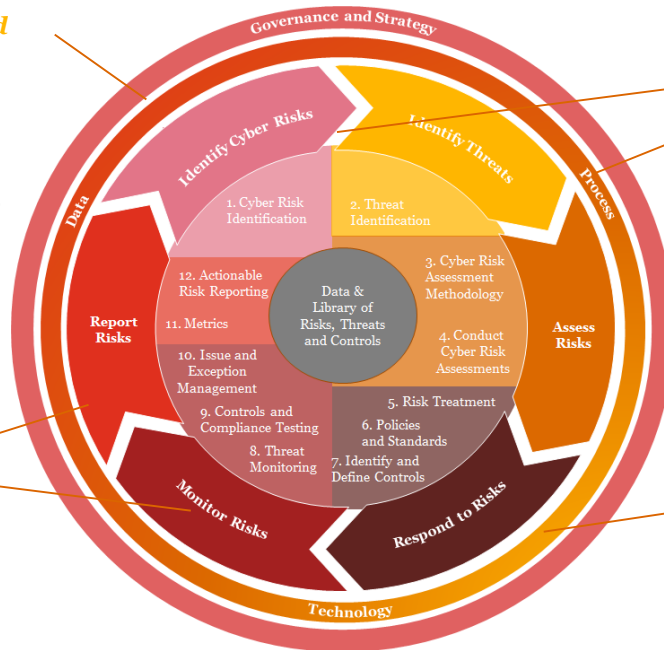 d
Governance and Strategy
Data
Process
Technology
Identify Cyber Risks
Identify Threats
Assess
Risks
Respond to Risks
Monitor Risks
Report
Risks
1. Cyber Risk
Identification
2. Threat
Identification
3. Cyber Risk
Assessment
Methodology
4. Conduct
Cyber Risk
Assessments
5. Risk Treatment
6. Policies
and Standards
7. Identify and
Define Controls
8. Threat
Monitoring
9. Controls and
Compliance Testing
10. Issue and
Exception
Management
11. Metrics
12. Actionable
Risk Reporting
Data &
Library of
Risks, Threats
and Controls